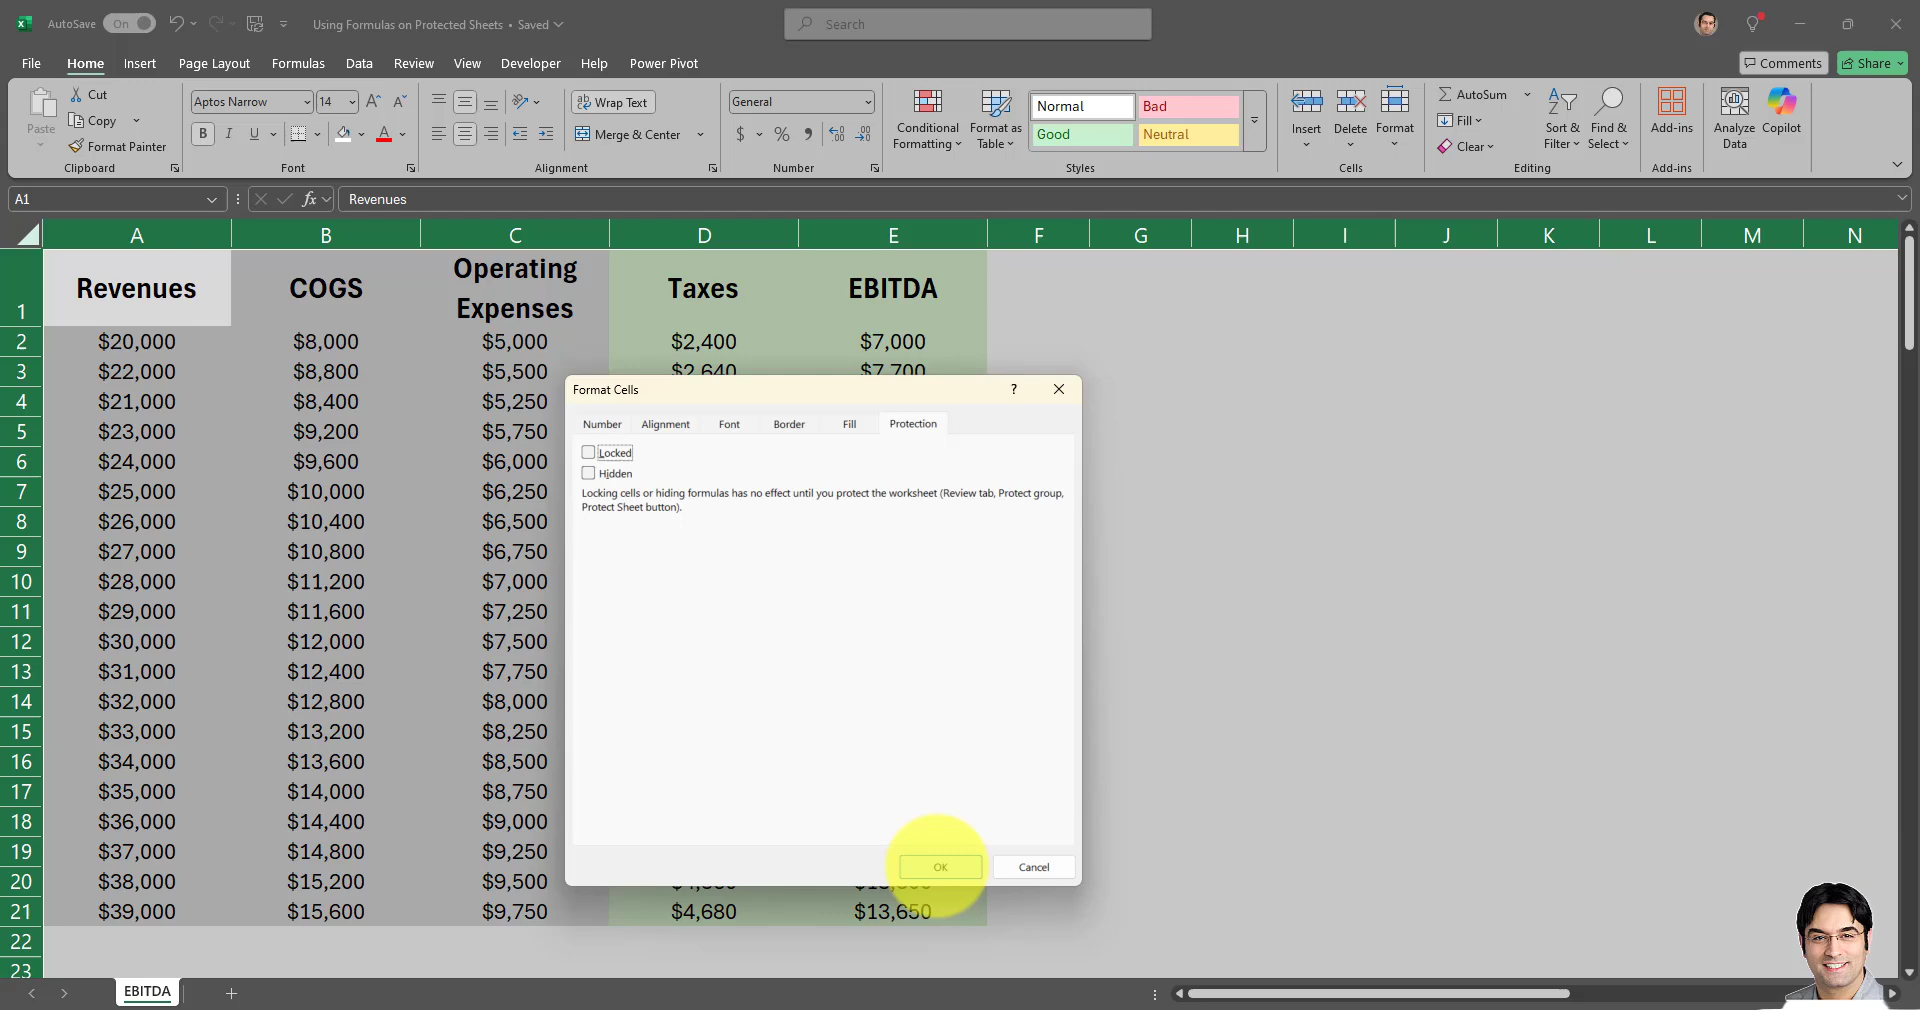 AutoSave On Using Formulas on Protected Sheets • Saved Search
File Home Insert Page Layout Formulas Data Review View Developer Help Power Pivot Comments Share
Paste Cut Copy Format Painter Clipboard
Aptos Narrow 14 B I U Font
Wrap Text Merge & Center Alignment
General $ % Number
Conditional Formatting Format as Table Normal Bad Good Neutral Styles
Insert Delete Format Cells
AutoSum Fill Clear Sort & Filter Find & Select Editing
Add-ins Add-ins
Analyze Data Copilot
A1 fx Revenues
A B C D E F G H I J K L M N
1 Revenues COGS Operating Expenses Taxes EBITDA
2 $20,000 $8,000 $5,000 $2,400 $7,000
3 $22,000 $8,800 $5,500 $2,640 $7,700
4 $21,000 $8,400 $5,250
5 $23,000 $9,200 $5,750
6 $24,000 $9,600 $6,000
7 $25,000 $10,000 $6,250
8 $26,000 $10,400 $6,500
9 $27,000 $10,800 $6,750
10 $28,000 $11,200 $7,000
11 $29,000 $11,600 $7,250
12 $30,000 $12,000 $7,500
13 $31,000 $12,400 $7,750
14 $32,000 $12,800 $8,000
15 $33,000 $13,200 $8,250
16 $34,000 $13,600 $8,500
17 $35,000 $14,000 $8,750
18 $36,000 $14,400 $9,000
19 $37,000 $14,800 $9,250
20 $38,000 $15,200 $9,500
21 $39,000 $15,600 $9,750 $4,680 $13,650
22
23
Format Cells ?
Number Alignment Font Border Fill Protection
Locked
Hidden
Locking cells or hiding formulas has no effect until you protect the worksheet (Review tab, Protect group,
Protect Sheet button).
OK Cancel
EBITDA